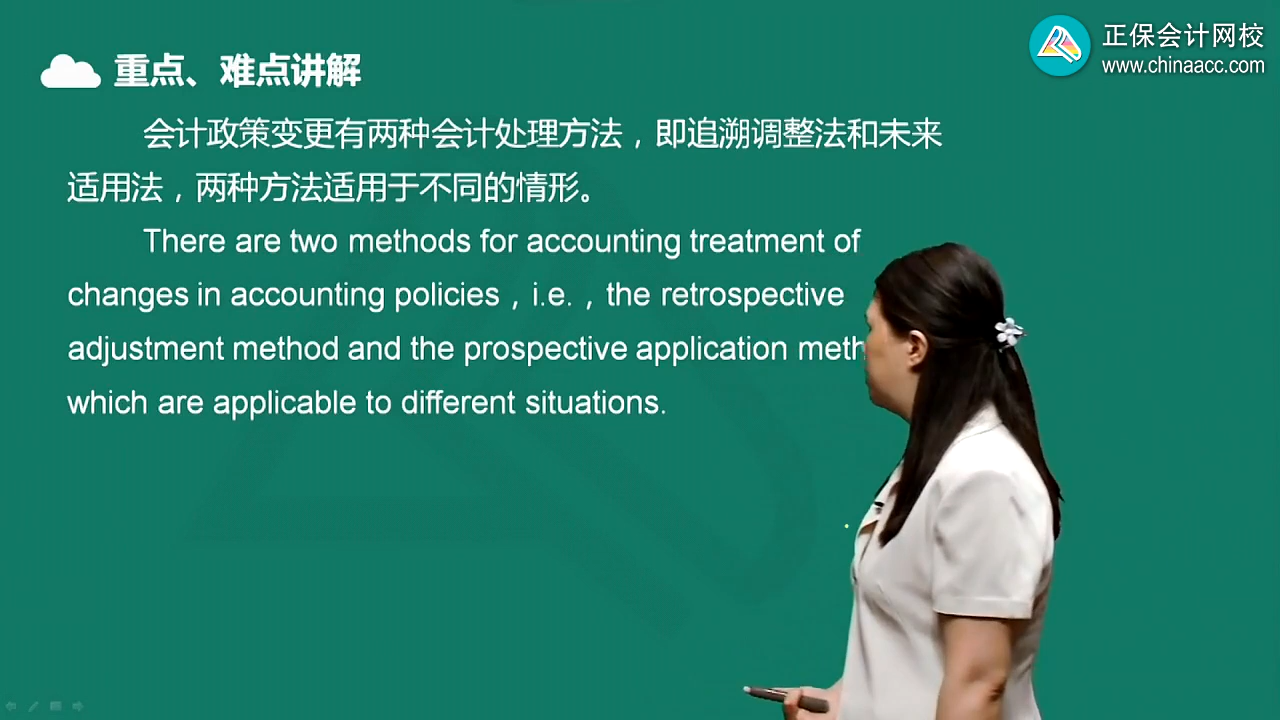 正保会计网校
www.chinaacc.com
重点、难点讲解
会计政策变更有两种会计处理方法，即追溯调整法和未来
适用法，两种方法适用于不同的情形。
There are two methods for accounting treatment of
changes in accounting policies，i.e.，the retrospective
adjustment method and the prospective application meth
which are applicable to different situations.